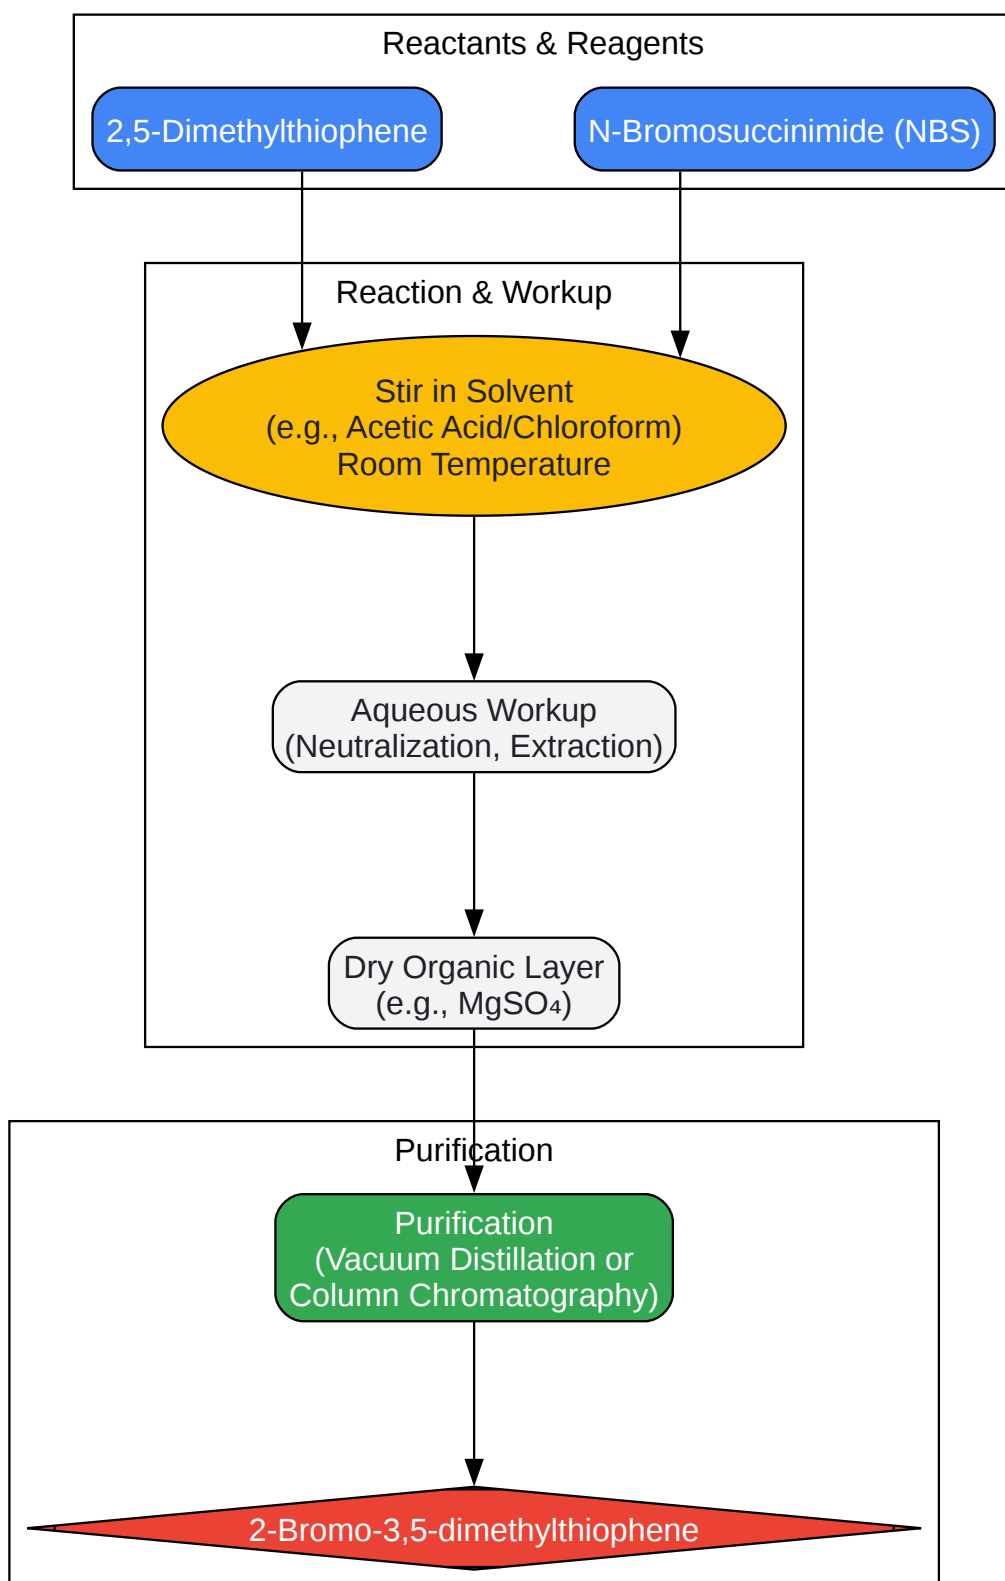 Reactants & Reagents
2,5-Dimethylthiophene
N-Bromosuccinimide (NBS)
Reaction & Workup
Stir in Solvent
(e.g., Acetic Acid/Chloroform)
Room Temperature
Aqueous Workup
(Neutralization, Extraction)
Dry Organic Layer
(e.g., MgSO₄)
Purification
Purification
(Vacuum Distillation or
Column Chromatography)
2-Bromo-3,5-dimethylthiophene